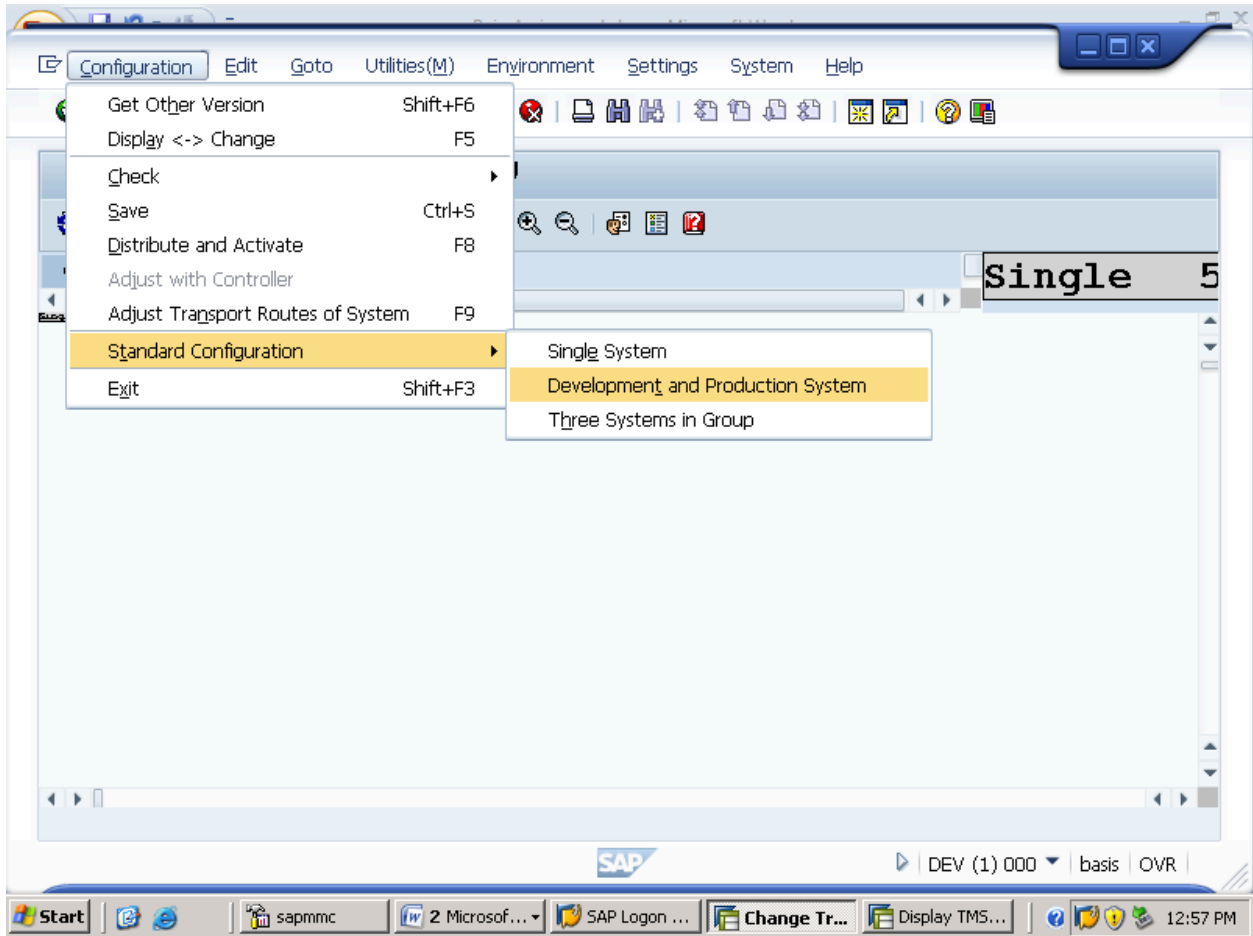 Configuration Edit Goto Utilities(M) Environment Settings System Help
Get Other Version Shift+F6
Display <-> Change F5
Check
Save Ctrl+S
Distribute and Activate F8
Adjust with Controller
Adjust Transport Routes of System F9
Standard Configuration
Exit Shift+F3
Single System
Development and Production System
Three Systems in Group
Single 5
SAP
DEV (1) 000 basis OVR
Start sapmmc 2 Microsof... SAP Logon ... Change Tr... Display TMS... 12:57 PM